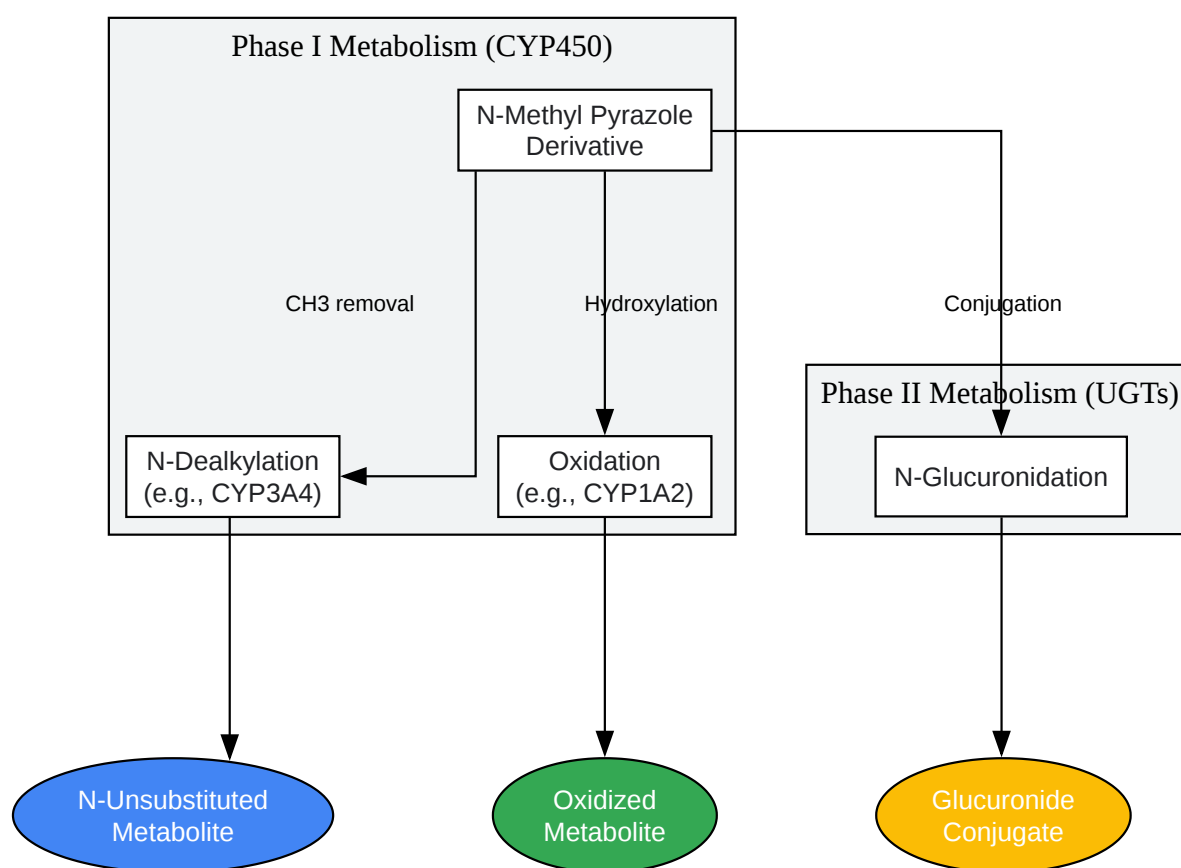 Phase I Metabolism (CYP450)
N-Methyl Pyrazole
Derivative
CH3 removal
Hydroxylation
Conjugation
Phase II Metabolism (UGTs)
N-Dealkylation
(e.g., CYP3A4)
Oxidation
(e.g., CYP1A2)
N-Glucuronidation
N-Unsubstituted
Metabolite
Oxidized
Metabolite
Glucuronide
Conjugate